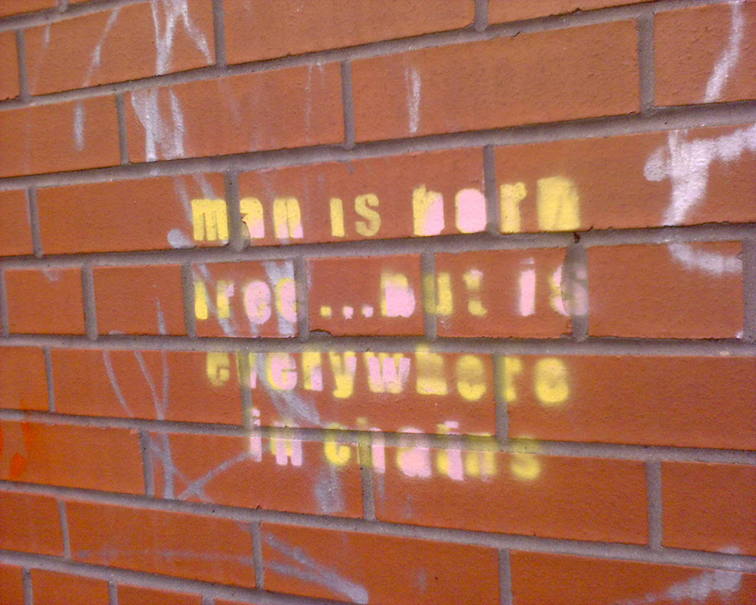 man is born
free...but is
everywhere
in chains